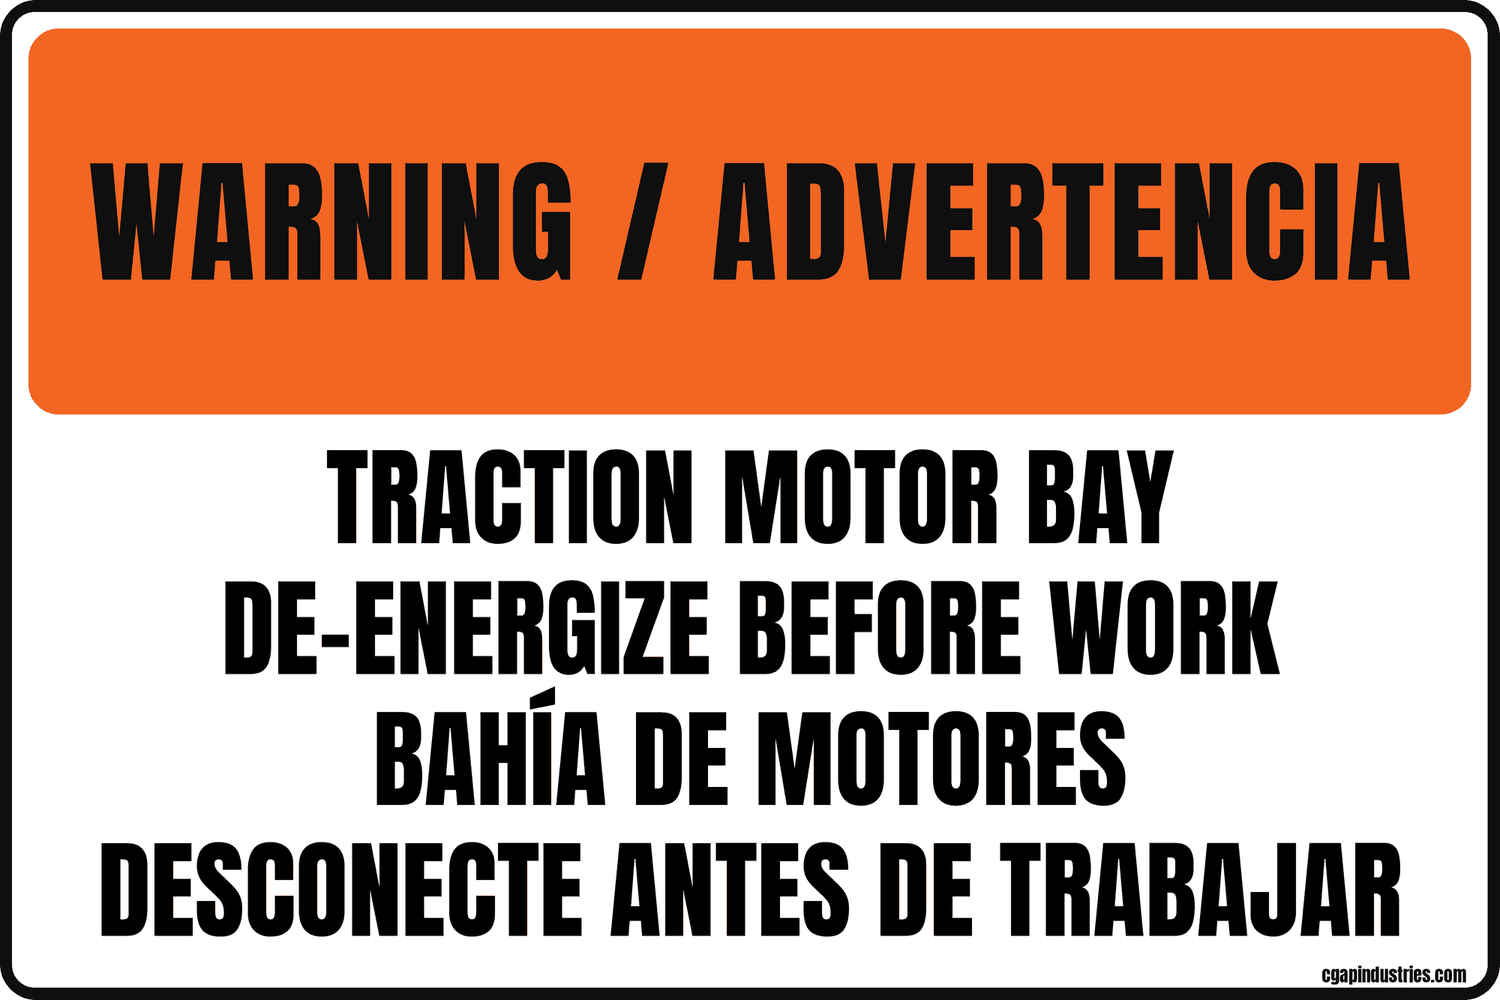 WARNING / ADVERTENCIA
TRACTION MOTOR BAY
DE-ENERGIZE BEFORE WORK
BAHÍA DE MOTORES
DESCONECTE ANTES DE TRABAJAR
cgapindustries.com